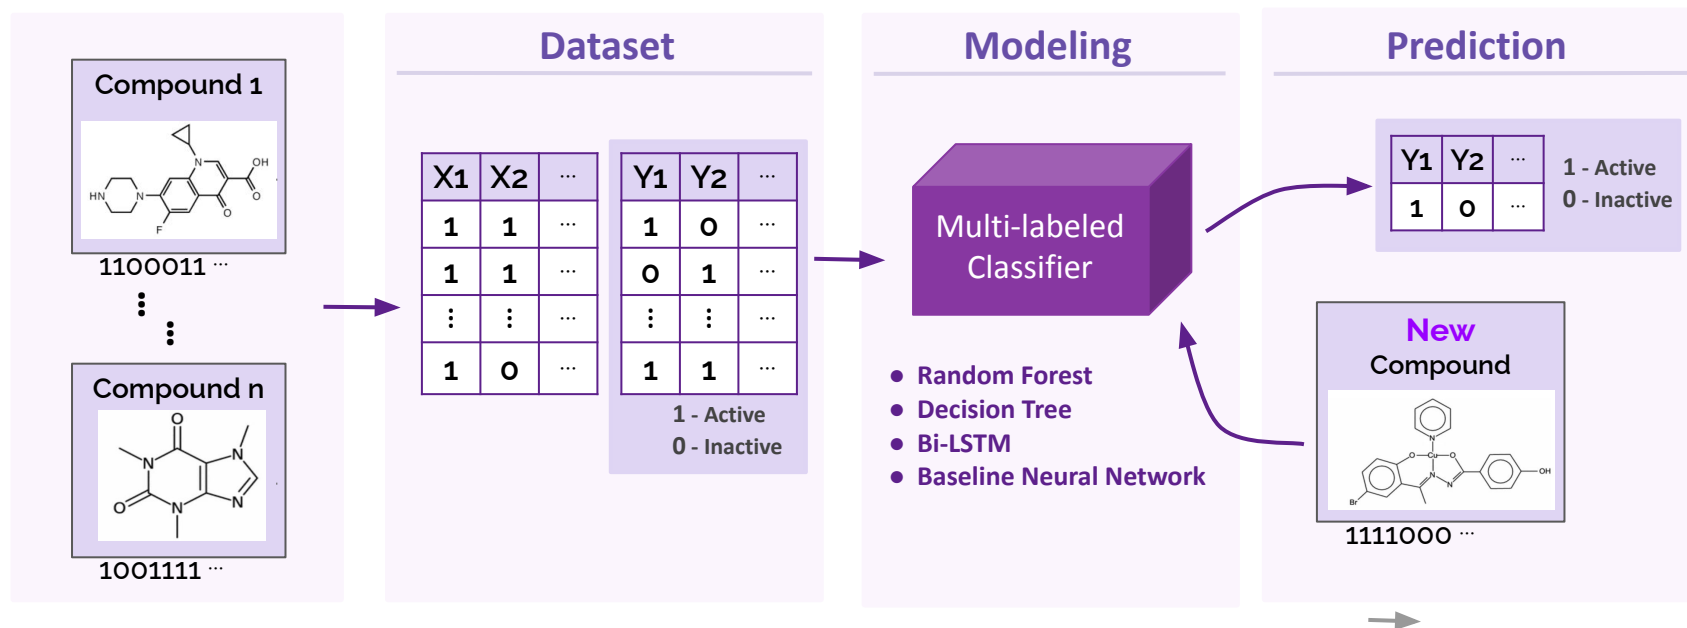 Compound 1
N
OH
O
O
HN
N
F
1100011 ...
Compound n
O
N
N
O
N
N
1001111 ...
Dataset
X1 X2 ...
1 1 ...
1 1 ...
⋮ ⋮ ...
1 0 ...
Y1 Y2 ...
1 0 ...
0 1 ...
⋮ ⋮ ...
1 1 ...
1 - Active
0 - Inactive
Modeling
Multi-labeled
Classifier
● Random Forest
● Decision Tree
● Bi-LSTM
● Baseline Neural Network
Prediction
Y1 Y2 ...
1 0 ...
1 - Active
0 - Inactive
New
Compound
N
O Cu O
N
N
OH
Br
1111000 ...